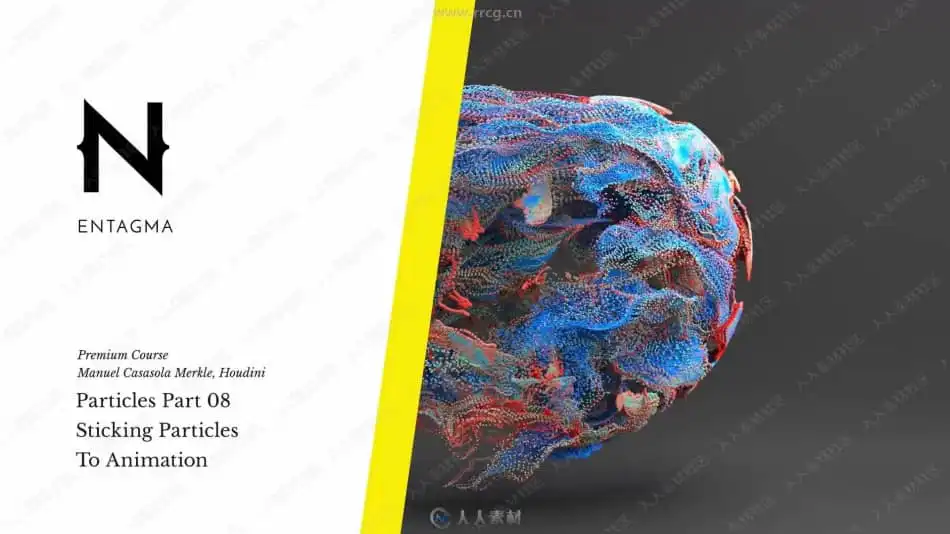 www.rrcg.cn
N
ENTAGMA
Premium Course
Manuel Casasola Merkle, Houdini
Particles Part 08
Sticking Particles
To Animation
人人素材